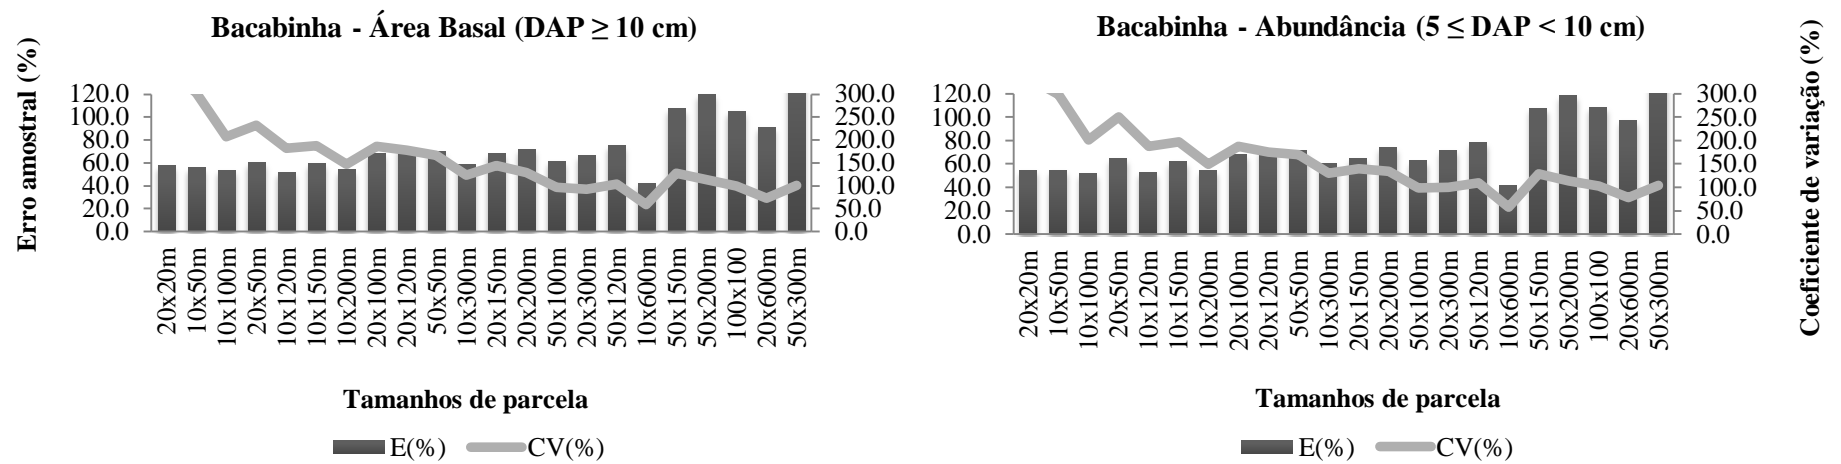 Bacabinha - Área Basal (DAP ≥ 10 cm)
Erro amostral (%)
120.0
100.0
80.0
60.0
40.0
20.0
0.0
300.0
250.0
200.0
150.0
100.0
50.0
0.0
20x20m
10x50m
10x100m
20x50m
10x120m
10x150m
10x200m
20x100m
20x120m
50x50m
10x300m
20x150m
20x200m
50x100m
20x300m
50x120m
10x600m
50x150m
50x200m
100x100
20x600m
50x300m
Tamanhos de parcela
E(%) CV(%)
Bacabinha - Abundância (5 ≤ DAP < 10 cm)
120.0
100.0
80.0
60.0
40.0
20.0
0.0
300.0
250.0
200.0
150.0
100.0
50.0
0.0
Coeficiente de variação (%)
20x20m
10x50m
10x100m
20x50m
10x120m
10x150m
10x200m
20x100m
20x120m
50x50m
10x300m
20x150m
20x200m
50x100m
20x300m
50x120m
10x600m
50x150m
50x200m
100x100
20x600m
50x300m
Tamanhos de parcela
E(%) CV(%)